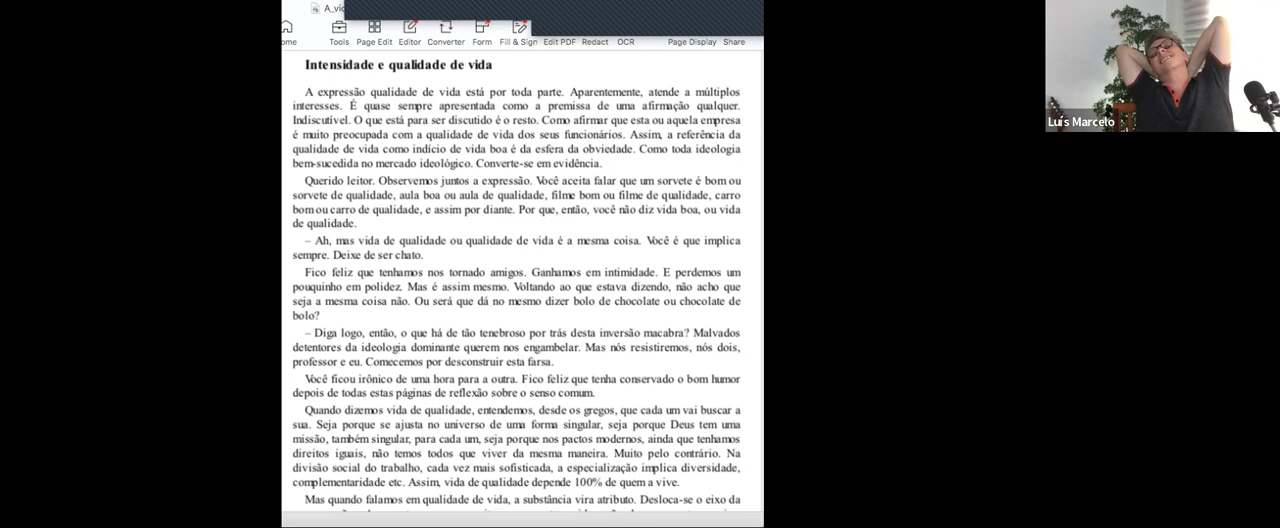 A_vic
ome Tools Page Edit Editor Converter Form Fill & Sign Edit PDF Redact OCR Page Display Share
Luís Marcelo
Intensidade e qualidade de vida
A expressão qualidade de vida está por toda parte. Aparentemente, atende a múltiplos
interesses. É quase sempre apresentada como a premissa de uma afirmação qualquer.
Indiscutível. O que está para ser discutido é o resto. Como afirmar que esta ou aquela empresa
é muito preocupada com a qualidade de vida dos seus funcionários. Assim, a referência da
qualidade de vida como indício de vida boa é da esfera da obviedade. Como toda ideologia
bem-sucedida no mercado ideológico. Converte-se em evidência.
Querido leitor. Observemos juntos a expressão. Você aceita falar que um sorvete é bom ou
sorvete de qualidade, aula boa ou aula de qualidade, filme bom ou filme de qualidade, carro
bom ou carro de qualidade, e assim por diante. Por que, então, você não diz vida boa, ou vida
de qualidade.
– Ah, mas vida de qualidade ou qualidade de vida é a mesma coisa. Você é que implica
sempre. Deixe de ser chato.
Fico feliz que tenhamos nos tornado amigos. Ganhamos em intimidade. E perdemos um
pouquinho em polidez. Mas é assim mesmo. Voltando ao que estava dizendo, não acho que
seja a mesma coisa não. Ou será que dá no mesmo dizer bolo de chocolate ou chocolate de
bolo?
– Diga logo, então, o que há de tão tenebroso por trás desta inversão macabra? Malvados
detentores da ideologia dominante querem nos engambelar. Mas nós resistiremos, nós dois,
professor e eu. Comecemos por desconstruir esta farsa.
Você ficou irônico de uma hora para a outra. Fico feliz que tenha conservado o bom humor
depois de todas estas páginas de reflexão sobre o senso comum.
Quando dizemos vida de qualidade, entendemos, desde os gregos, que cada um vai buscar a
sua. Seja porque se ajusta no universo de uma forma singular, seja porque Deus tem uma
missão, também singular, para cada um, seja porque nos pactos modernos, ainda que tenhamos
direitos iguais, não temos todos que viver da mesma maneira. Muito pelo contrário. Na
divisão social do trabalho, cada vez mais sofisticada, a especialização implica diversidade,
complementaridade etc. Assim, vida de qualidade depende 100% de quem a vive.
Mas quando falamos em qualidade de vida, a substância vira atributo. Desloca-se o eixo da